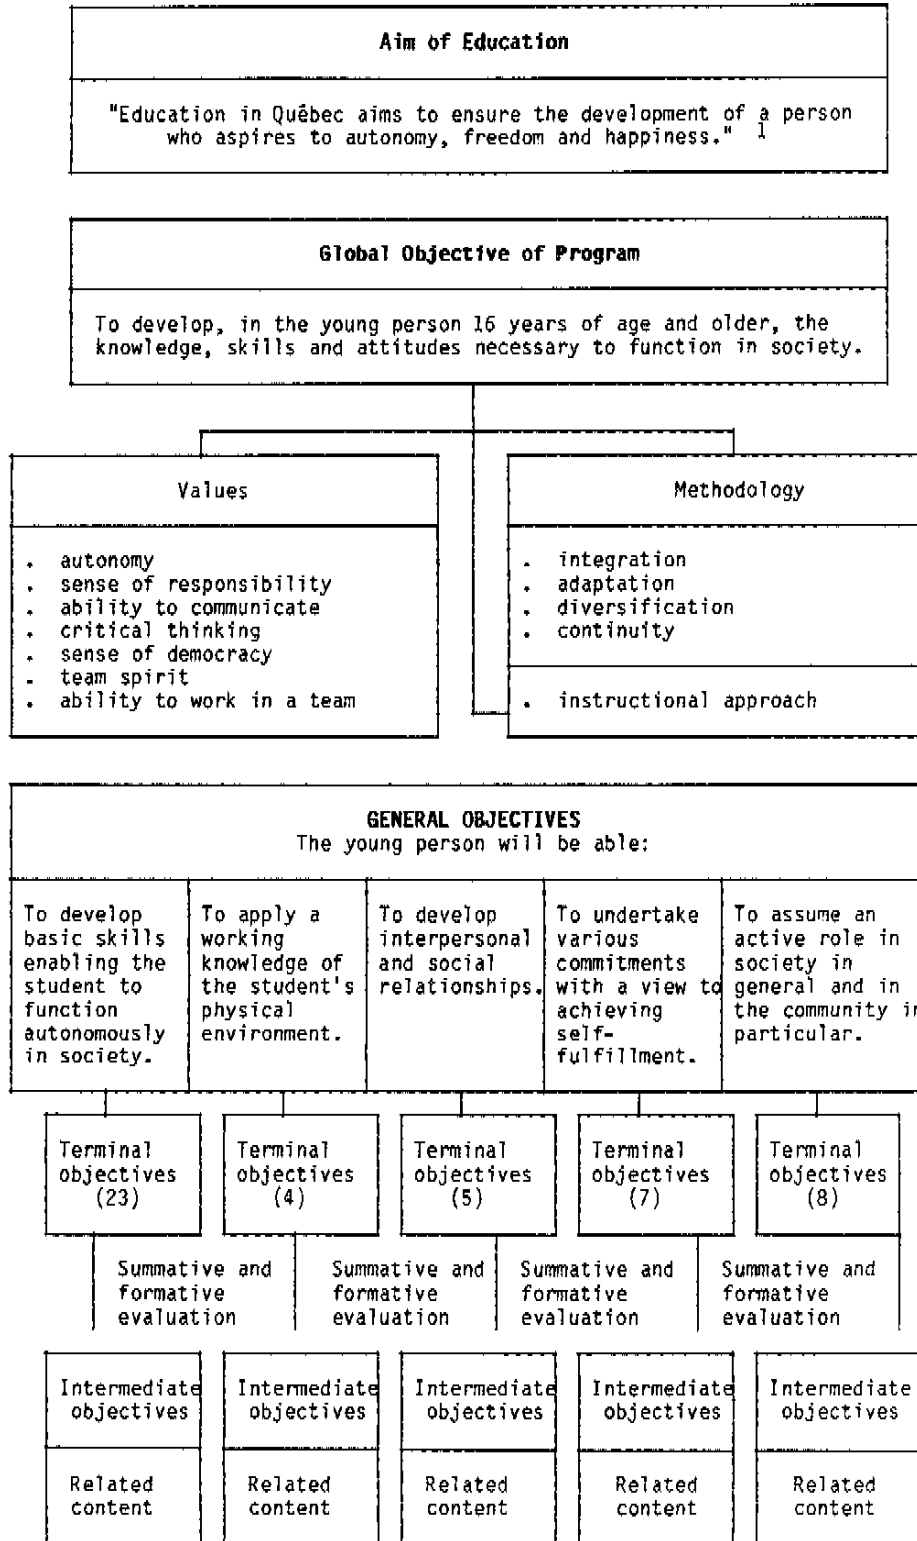 Aim of Education
"Education in Québec aims to ensure the development of a person
who aspires to autonomy, freedom and happiness." 1
Global Objective of Program
To develop, in the young person 16 years of age and older, the
knowledge, skills and attitudes necessary to function in society.
Values
. autonomy
. sense of responsibility
. ability to communicate
. critical thinking
. sense of democracy
. team spirit
. ability to work in a team
Methodology
. integration
. adaptation
. diversification
. continuity
. instructional approach
GENERAL OBJECTIVES
The young person will be able:
To develop
basic skills
enabling the
student to
function
autonomously
in society.
To apply a
working
knowledge of
the student's
physical
environment.
To develop
interpersonal
and social
relationships.
To undertake
various
commitments
with a view to
achieving
self-
fulfillment.
To assume an
active role in
society in
general and in
the community in
particular.
Terminal
objectives
(23)
Terminal
objectives
(4)
Terminal
objectives
(5)
Terminal
objectives
(7)
Terminal
objectives
(8)
Summative and
formative
evaluation
Summative and
formative
evaluation
Summative and
formative
evaluation
Summative and
formative
evaluation
Intermediate
objectives
Intermediate
objectives
Intermediate
objectives
Intermediate
objectives
Intermediate
objectives
Related
content
Related
content
Related
content
Related
content
Related
content